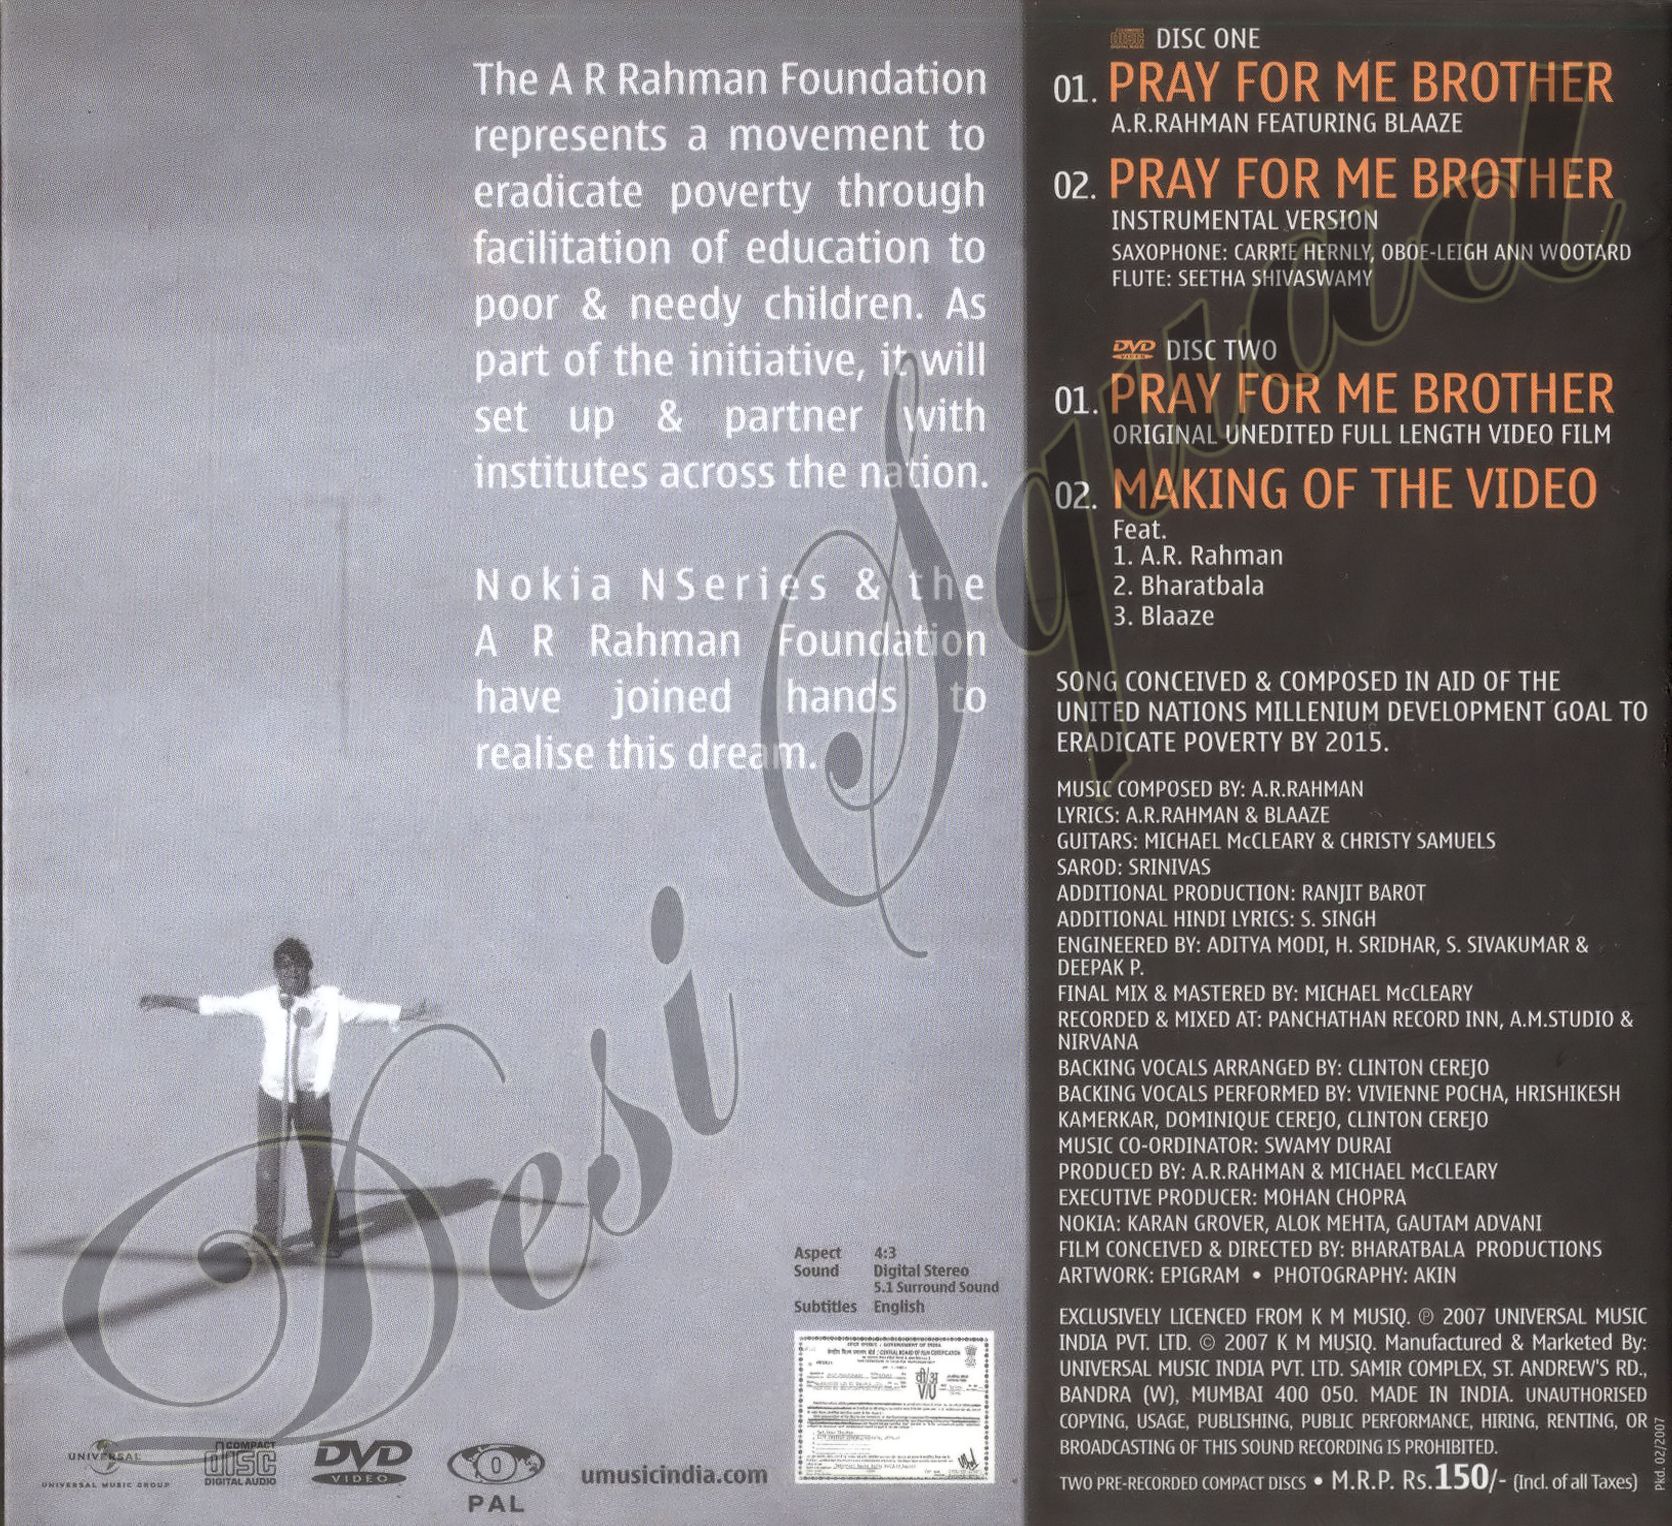 The A R Rahman Foundation
represents a movement to
eradicate poverty through
facilitation of education to
poor & needy children. As
part of the initiative, it will
set up & partner with
institutes across the nation.
Nokia NSeries & the
A R Rahman Foundation
have joined hands to
realise this dream.
Desi Squad
Aspect 4:3
Sound Digital Stereo
5.1 Surround Sound
Subtitles English
V/U
UNIVERSAL
UNIVERSAL MUSIC GROUP
COMPACT
disc
DIGITAL AUDIO
DVD
VIDEO
0
PAL
umusicindia.com
DISC ONE
01. PRAY FOR ME BROTHER
A.R.RAHMAN FEATURING BLAAZE
02. PRAY FOR ME BROTHER
INSTRUMENTAL VERSION
SAXOPHONE: CARRIE HERNLY, OBOE-LEIGH ANN WOOTARD
FLUTE: SEETHA SHIVASWAMY
DVD VIDEO DISC TWO
01. PRAY FOR ME BROTHER
ORIGINAL UNEDITED FULL LENGTH VIDEO FILM
02. MAKING OF THE VIDEO
Feat.
1. A.R. Rahman
2. Bharatbala
3. Blaaze
SONG CONCEIVED & COMPOSED IN AID OF THE
UNITED NATIONS MILLENIUM DEVELOPMENT GOAL TO
ERADICATE POVERTY BY 2015.
MUSIC COMPOSED BY: A.R.RAHMAN
LYRICS: A.R.RAHMAN & BLAAZE
GUITARS: MICHAEL McCLEARY & CHRISTY SAMUELS
SAROD: SRINIVAS
ADDITIONAL PRODUCTION: RANJIT BAROT
ADDITIONAL HINDI LYRICS: S. SINGH
ENGINEERED BY: ADITYA MODI, H. SRIDHAR, S. SIVAKUMAR &
DEEPAK P.
FINAL MIX & MASTERED BY: MICHAEL McCLEARY
RECORDED & MIXED AT: PANCHATHAN RECORD INN, A.M.STUDIO &
NIRVANA
BACKING VOCALS ARRANGED BY: CLINTON CEREJO
BACKING VOCALS PERFORMED BY: VIVIENNE POCHA, HRISHIKESH
KAMERKAR, DOMINIQUE CEREJO, CLINTON CEREJO
MUSIC CO-ORDINATOR: SWAMY DURAI
PRODUCED BY: A.R.RAHMAN & MICHAEL McCLEARY
EXECUTIVE PRODUCER: MOHAN CHOPRA
NOKIA: KARAN GROVER, ALOK MEHTA, GAUTAM ADVANI
FILM CONCEIVED & DIRECTED BY: BHARATBALA PRODUCTIONS
ARTWORK: EPIGRAM • PHOTOGRAPHY: AKIN
EXCLUSIVELY LICENCED FROM K M MUSIQ. ℗ 2007 UNIVERSAL MUSIC
INDIA PVT. LTD. © 2007 K M MUSIQ. Manufactured & Marketed By:
UNIVERSAL MUSIC INDIA PVT. LTD. SAMIR COMPLEX, ST. ANDREW'S RD.,
BANDRA (W), MUMBAI 400 050. MADE IN INDIA. UNAUTHORISED
COPYING, USAGE, PUBLISHING, PUBLIC PERFORMANCE, HIRING, RENTING, OR
BROADCASTING OF THIS SOUND RECORDING IS PROHIBITED.
TWO PRE-RECORDED COMPACT DISCS • M.R.P. Rs.150/- (Incl. of all Taxes)
Pkd. 02/2007